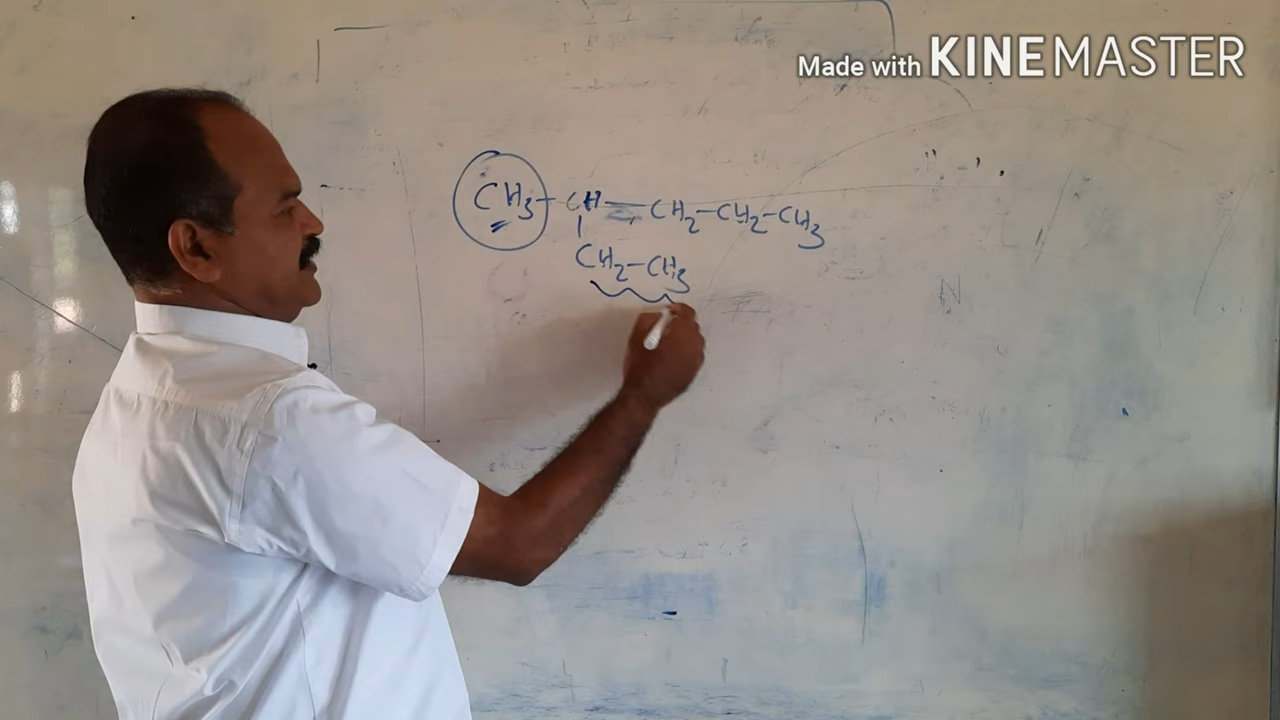 Made with KINEMASTER
CH₃-CH-CH₂-CH₂-CH₃
CH₂-CH₃
N